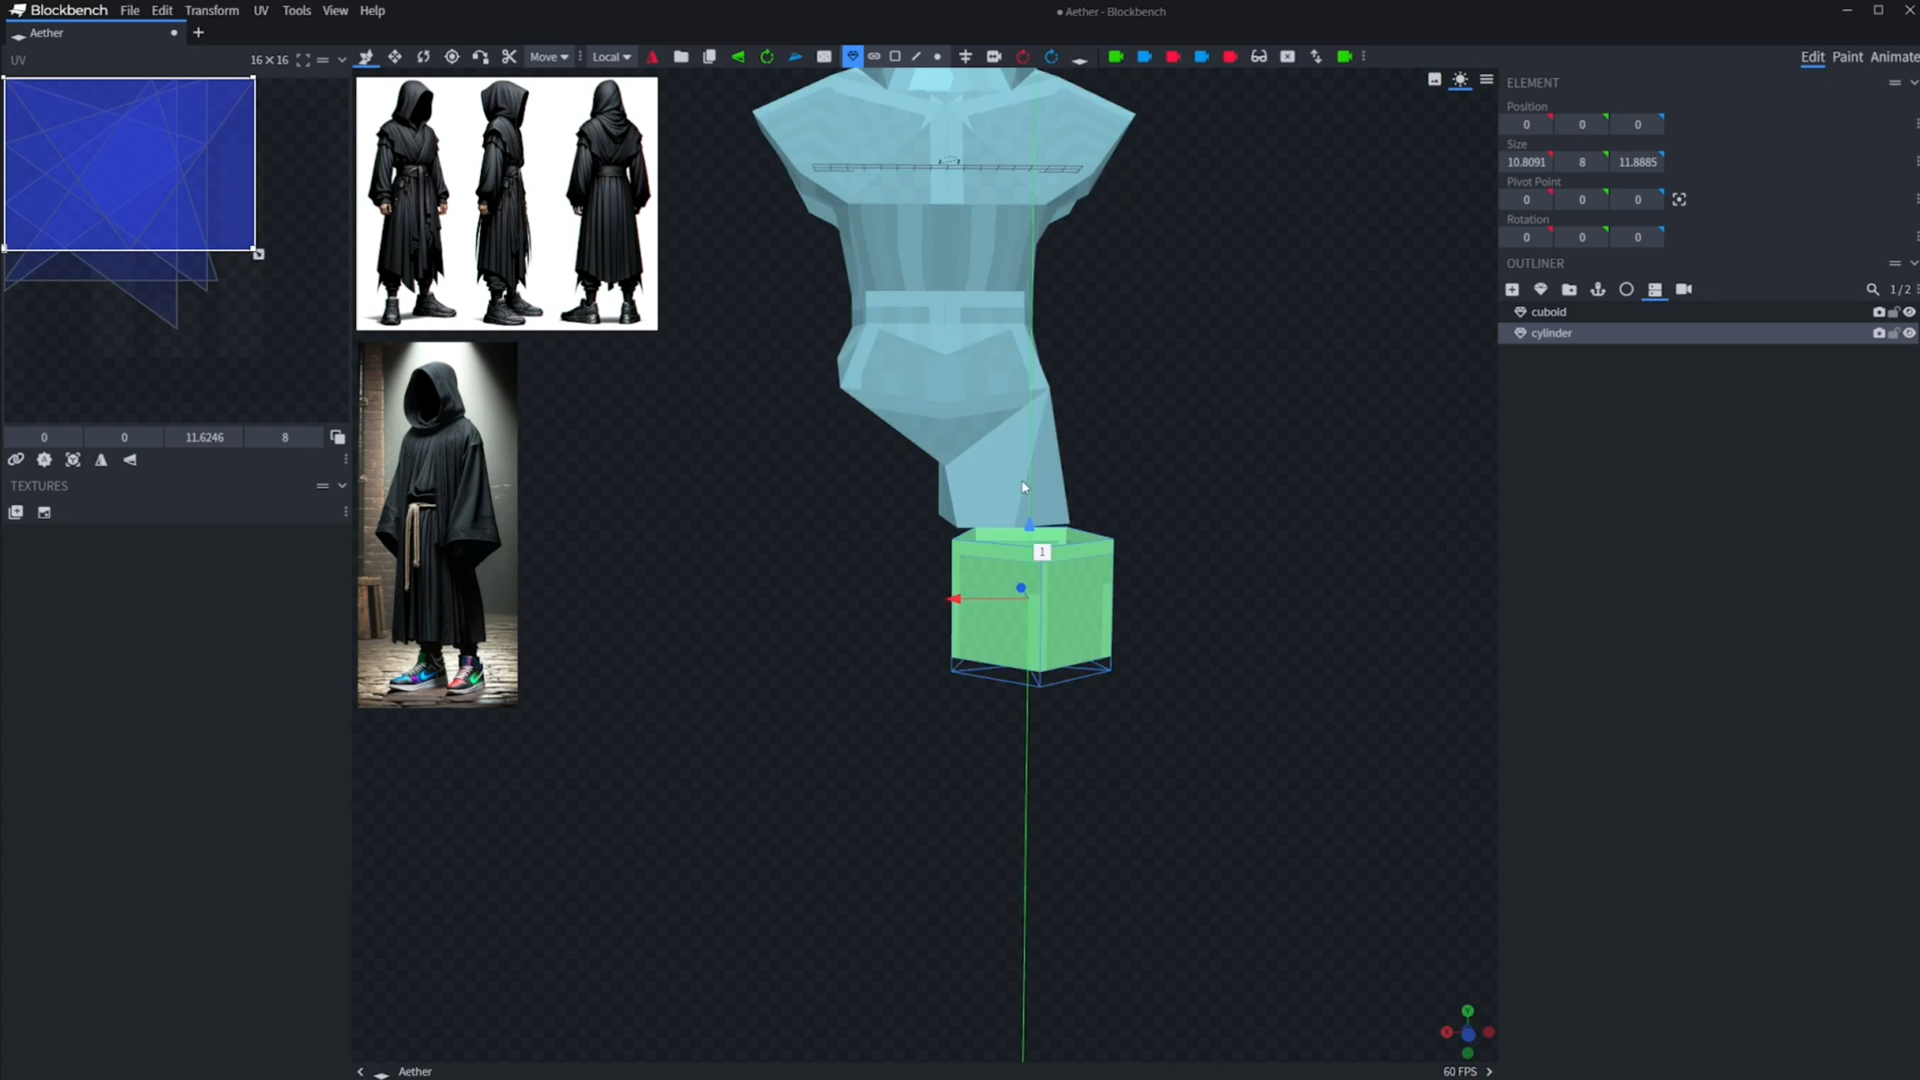 Blockbench File Edit Transform UV Tools View Help
● Aether - Blockbench
Aether
UV 16×16
Move Local
Edit Paint Animate
ELEMENT
Position
0 0 0
Size
10.8091 8 11.8885
Pivot Point
0 0 0
Rotation
0 0 0
OUTLINER
1/2
cuboid
cylinder
0 0 11.6246 8
TEXTURES
1
Y
X
Aether
60 FPS